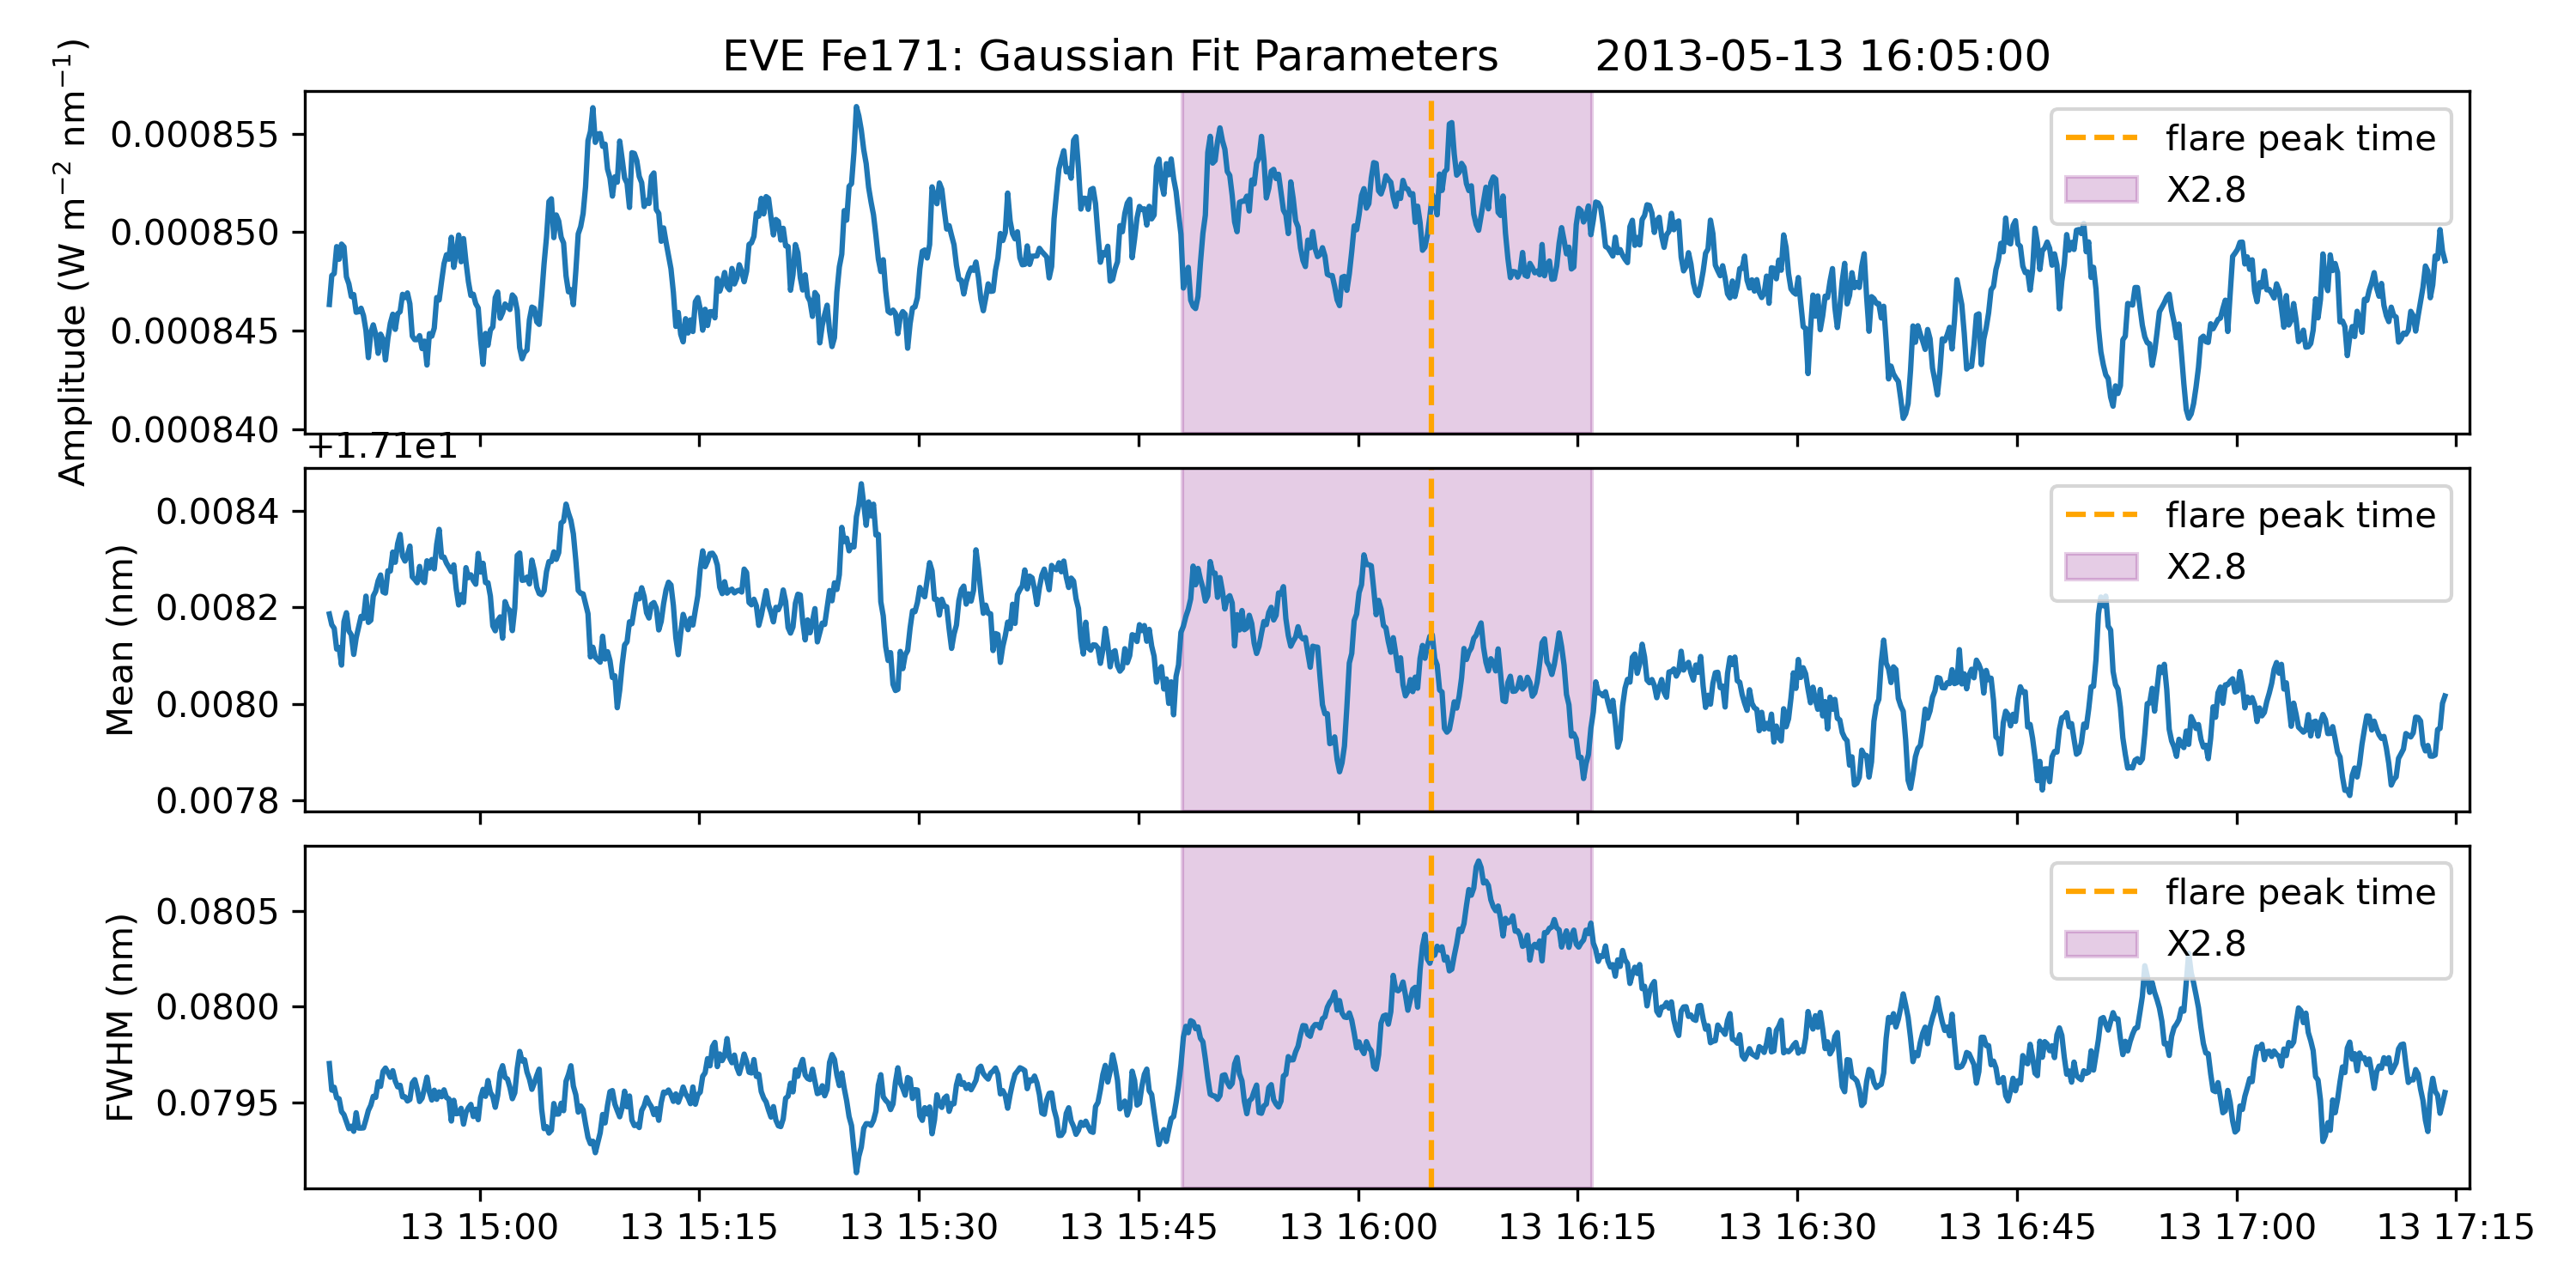 EVE Fe171: Gaussian Fit Parameters 2013-05-13 16:05:00
Amplitude (W m⁻² nm⁻¹)
0.000855
0.000850
0.000845
0.000840
flare peak time
X2.8
+1.71e1
Mean (nm)
0.0084
0.0082
0.0080
0.0078
flare peak time
X2.8
FWHM (nm)
0.0805
0.0800
0.0795
flare peak time
X2.8
13 15:00 13 15:15 13 15:30 13 15:45 13 16:00 13 16:15 13 16:30 13 16:45 13 17:00 13 17:15